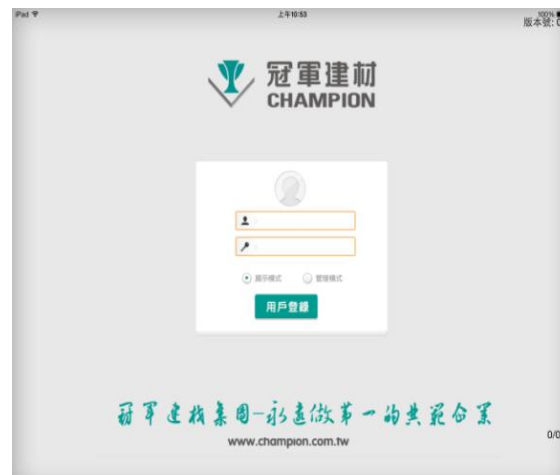 iPad 上午10:53 100%
版本號: 0
冠軍建材
CHAMPION
展示模式 管理模式
用戶登錄
冠軍建材集團-永遠做第一的典範企業
www.champion.com.tw
0/0